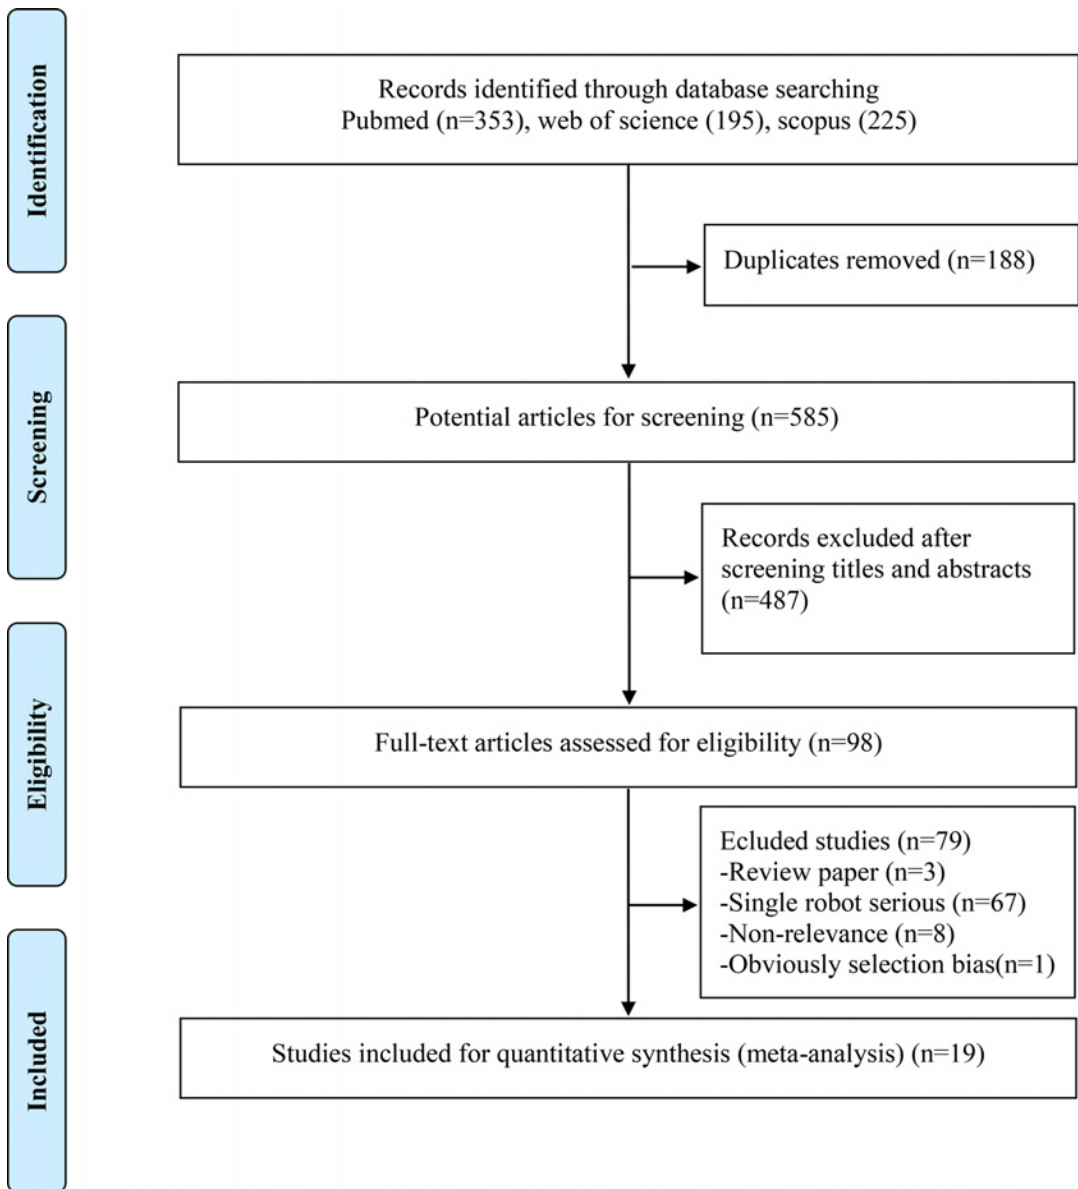 Identification
Records identified through database searching
Pubmed (n=353), web of science (195), scopus (225)
Duplicates removed (n=188)
Screening
Potential articles for screening (n=585)
Records excluded after
screening titles and abstracts
(n=487)
Eligibility
Full-text articles assessed for eligibility (n=98)
Ecluded studies (n=79)
-Review paper (n=3)
-Single robot serious (n=67)
-Non-relevance (n=8)
-Obviously selection bias(n=1)
Included
Studies included for quantitative synthesis (meta-analysis) (n=19)